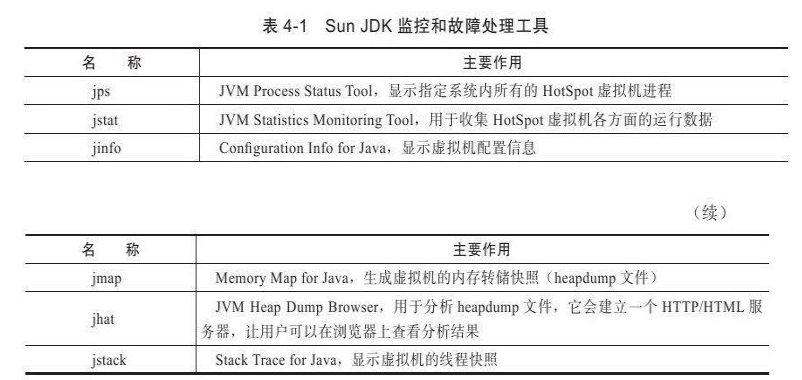 表 4-1 Sun JDK 监控和故障处理工具
名 称 主要作用
jps JVM Process Status Tool，显示指定系统内所有的 HotSpot 虚拟机进程
jstat JVM Statistics Monitoring Tool，用于收集 HotSpot 虚拟机各方面的运行数据
jinfo Configuration Info for Java，显示虚拟机配置信息
（续）
名 称 主要作用
jmap Memory Map for Java，生成虚拟机的内存转储快照（heapdump 文件）
jhat JVM Heap Dump Browser，用于分析 heapdump 文件，它会建立一个 HTTP/HTML 服
务器，让用户可以在浏览器上查看分析结果
jstack Stack Trace for Java，显示虚拟机的线程快照